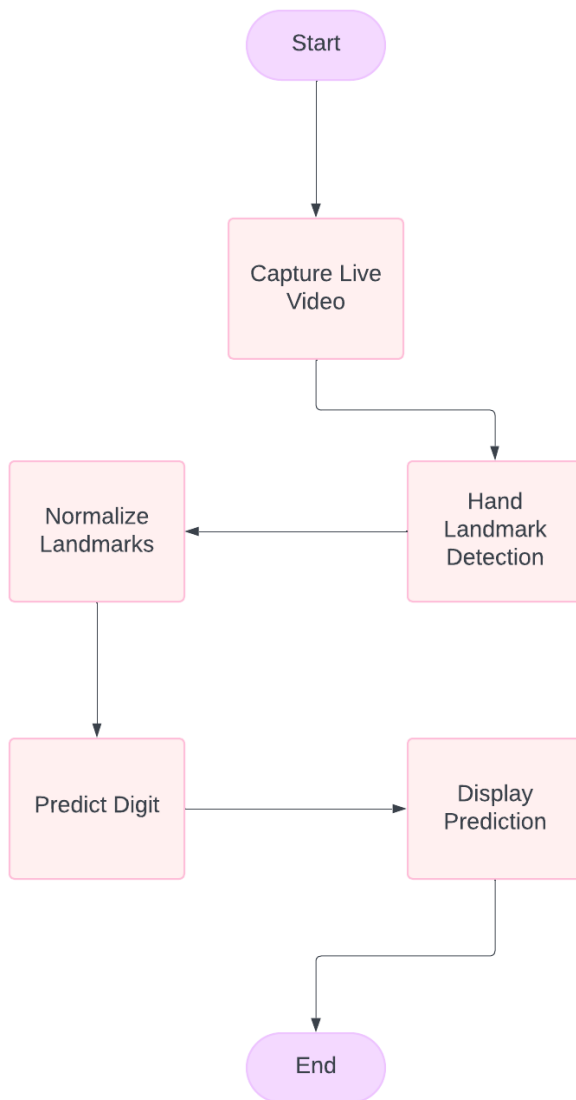 Start
Capture Live
Video
Hand
Landmark
Detection
Normalize
Landmarks
Predict Digit
Display
Prediction
End